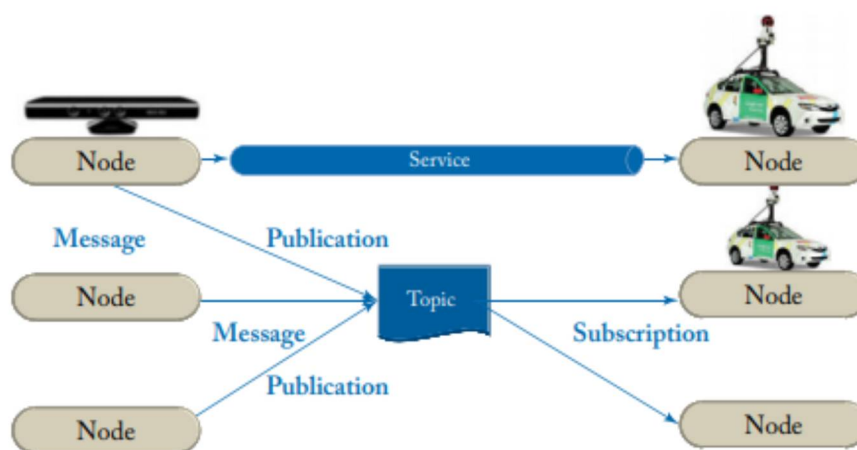 Node
Service
Node
Message
Publication
Node
Topic
Node
Message
Subscription
Publication
Node
Node